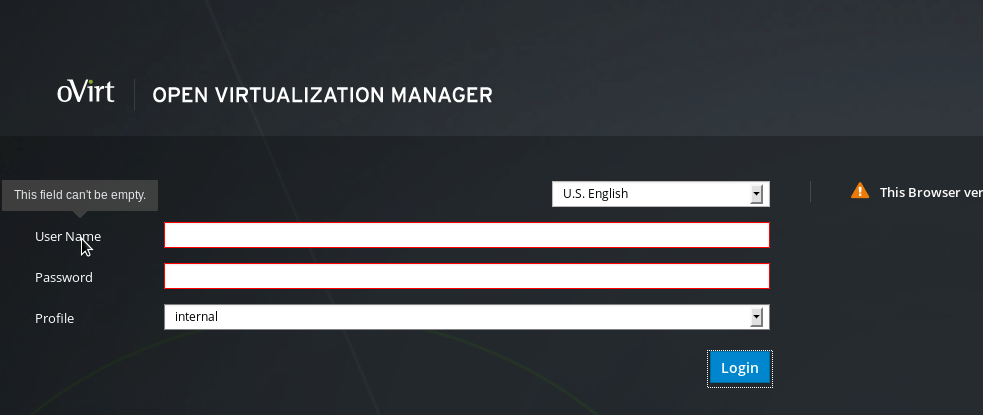 oVirt OPEN VIRTUALIZATION MANAGER
This field can't be empty.
U.S. English
This Browser ver
User Name
Password
Profile
internal
Login